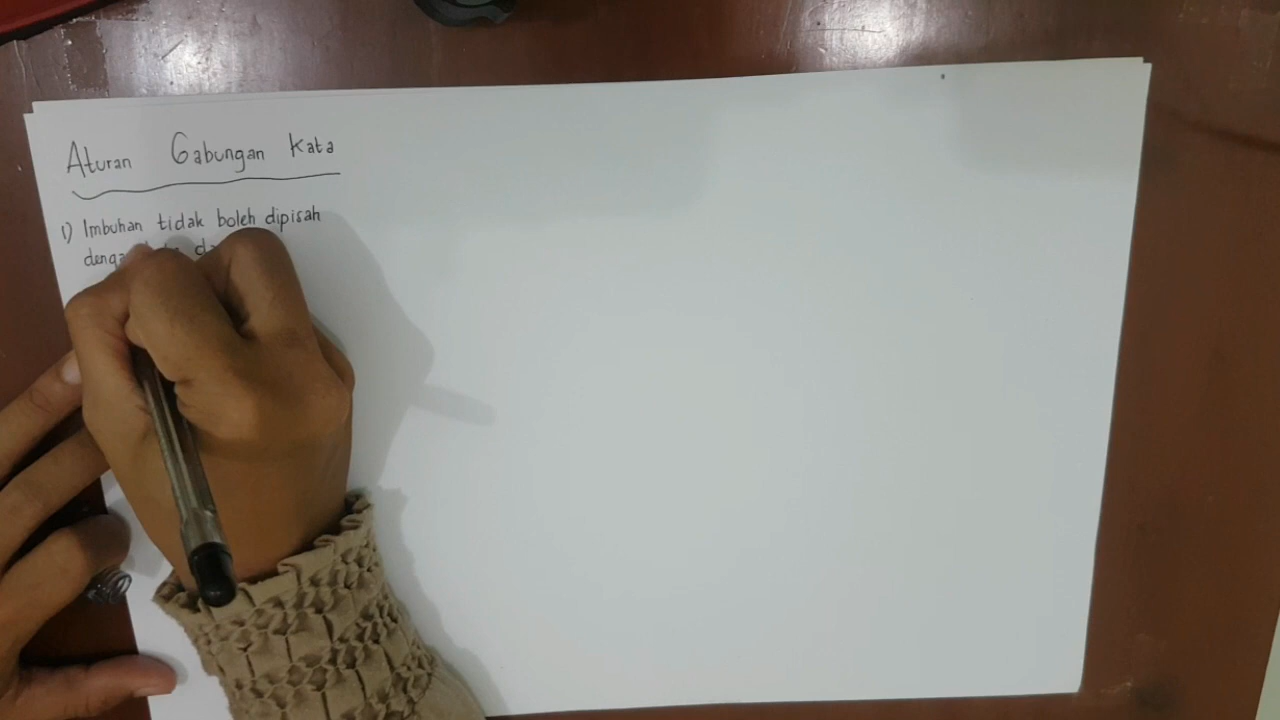 Aturan Gabungan Kata
1) Imbuhan tidak boleh dipisah